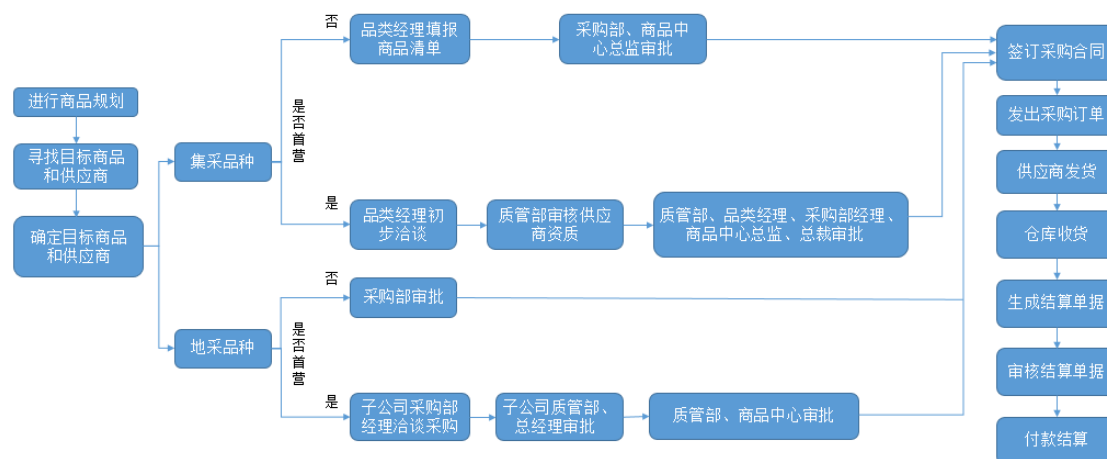 进行商品规划
寻找目标商品
和供应商
确定目标商品
和供应商
集采品种
是否首营
否
品类经理填报
商品清单
采购部、商品中
心总监审批
是
品类经理初
步洽谈
质管部审核供应
商资质
质管部、品类经理、采购部经理、
商品中心总监、总裁审批
地采品种
是否首营
否
采购部审批
是
子公司采购部
经理洽谈采购
子公司质管部、
总经理审批
质管部、商品中心审批
签订采购合同
发出采购订单
供应商发货
仓库收货
生成结算单据
审核结算单据
付款结算